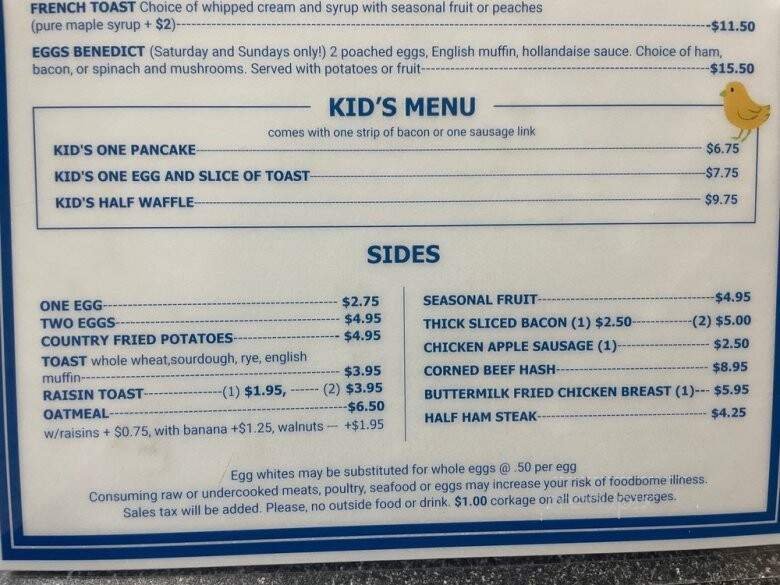 FRENCH TOAST Choice of whipped cream and syrup with seasonal fruit or peaches
(pure maple syrup + $2)-----$11.50
EGGS BENEDICT (Saturday and Sundays only!) 2 poached eggs, English muffin, hollandaise sauce. Choice of ham,
bacon, or spinach and mushrooms. Served with potatoes or fruit-----$15.50
KID'S MENU
comes with one strip of bacon or one sausage link
KID'S ONE PANCAKE-----$6.75
KID'S ONE EGG AND SLICE OF TOAST-----$7.75
KID'S HALF WAFFLE-----$9.75
SIDES
ONE EGG-----$2.75
TWO EGGS-----$4.95
COUNTRY FRIED POTATOES-----$4.95
TOAST whole wheat,sourdough, rye, english
muffin-----$3.95
RAISIN TOAST-----(1) $1.95, ----- (2) $3.95
OATMEAL-----$6.50
w/raisins + $0.75, with banana +$1.25, walnuts --- +$1.95
SEASONAL FRUIT-----$4.95
THICK SLICED BACON (1) $2.50-----(2) $5.00
CHICKEN APPLE SAUSAGE (1)-----$2.50
CORNED BEEF HASH-----$8.95
BUTTERMILK FRIED CHICKEN BREAST (1)--- $5.95
HALF HAM STEAK-----$4.25
Egg whites may be substituted for whole eggs @ .50 per egg
Consuming raw or undercooked meats, poultry, seafood or eggs may increase your risk of foodborne illness.
Sales tax will be added. Please, no outside food or drink. $1.00 corkage on all outside beverages.